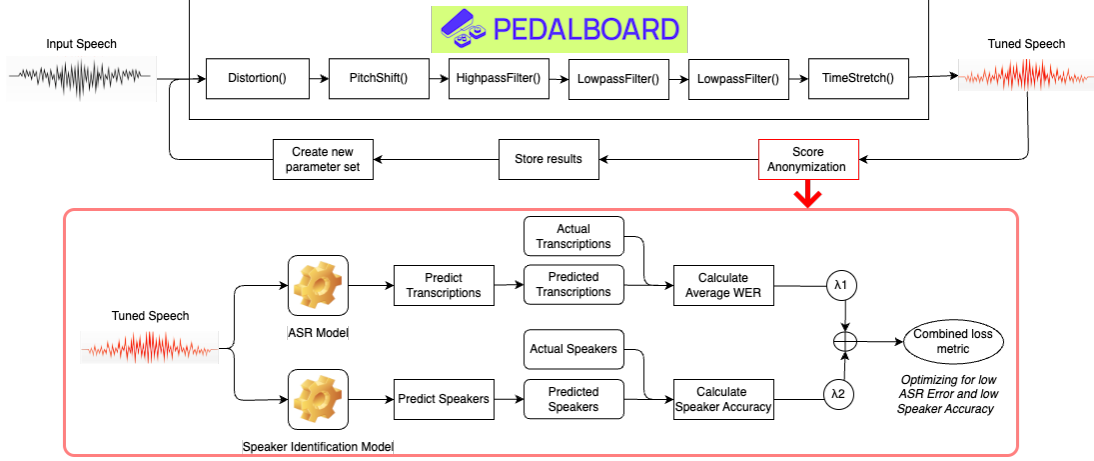 PEDALBOARD
Input Speech
Tuned Speech
Distortion()
PitchShift()
HighpassFilter()
LowpassFilter()
LowpassFilter()
TimeStretch()
Create new
parameter set
Store results
Score
Anonymization
Actual
Transcriptions
Predict
Transcriptions
Predicted
Transcriptions
Calculate
Average WER
λ1
Tuned Speech
ASR Model
Combined loss
metric
Actual Speakers
Optimizing for low
ASR Error and low
Speaker Accuracy
Predict Speakers
Predicted
Speakers
Calculate
Speaker Accuracy
λ2
Speaker Identification Model